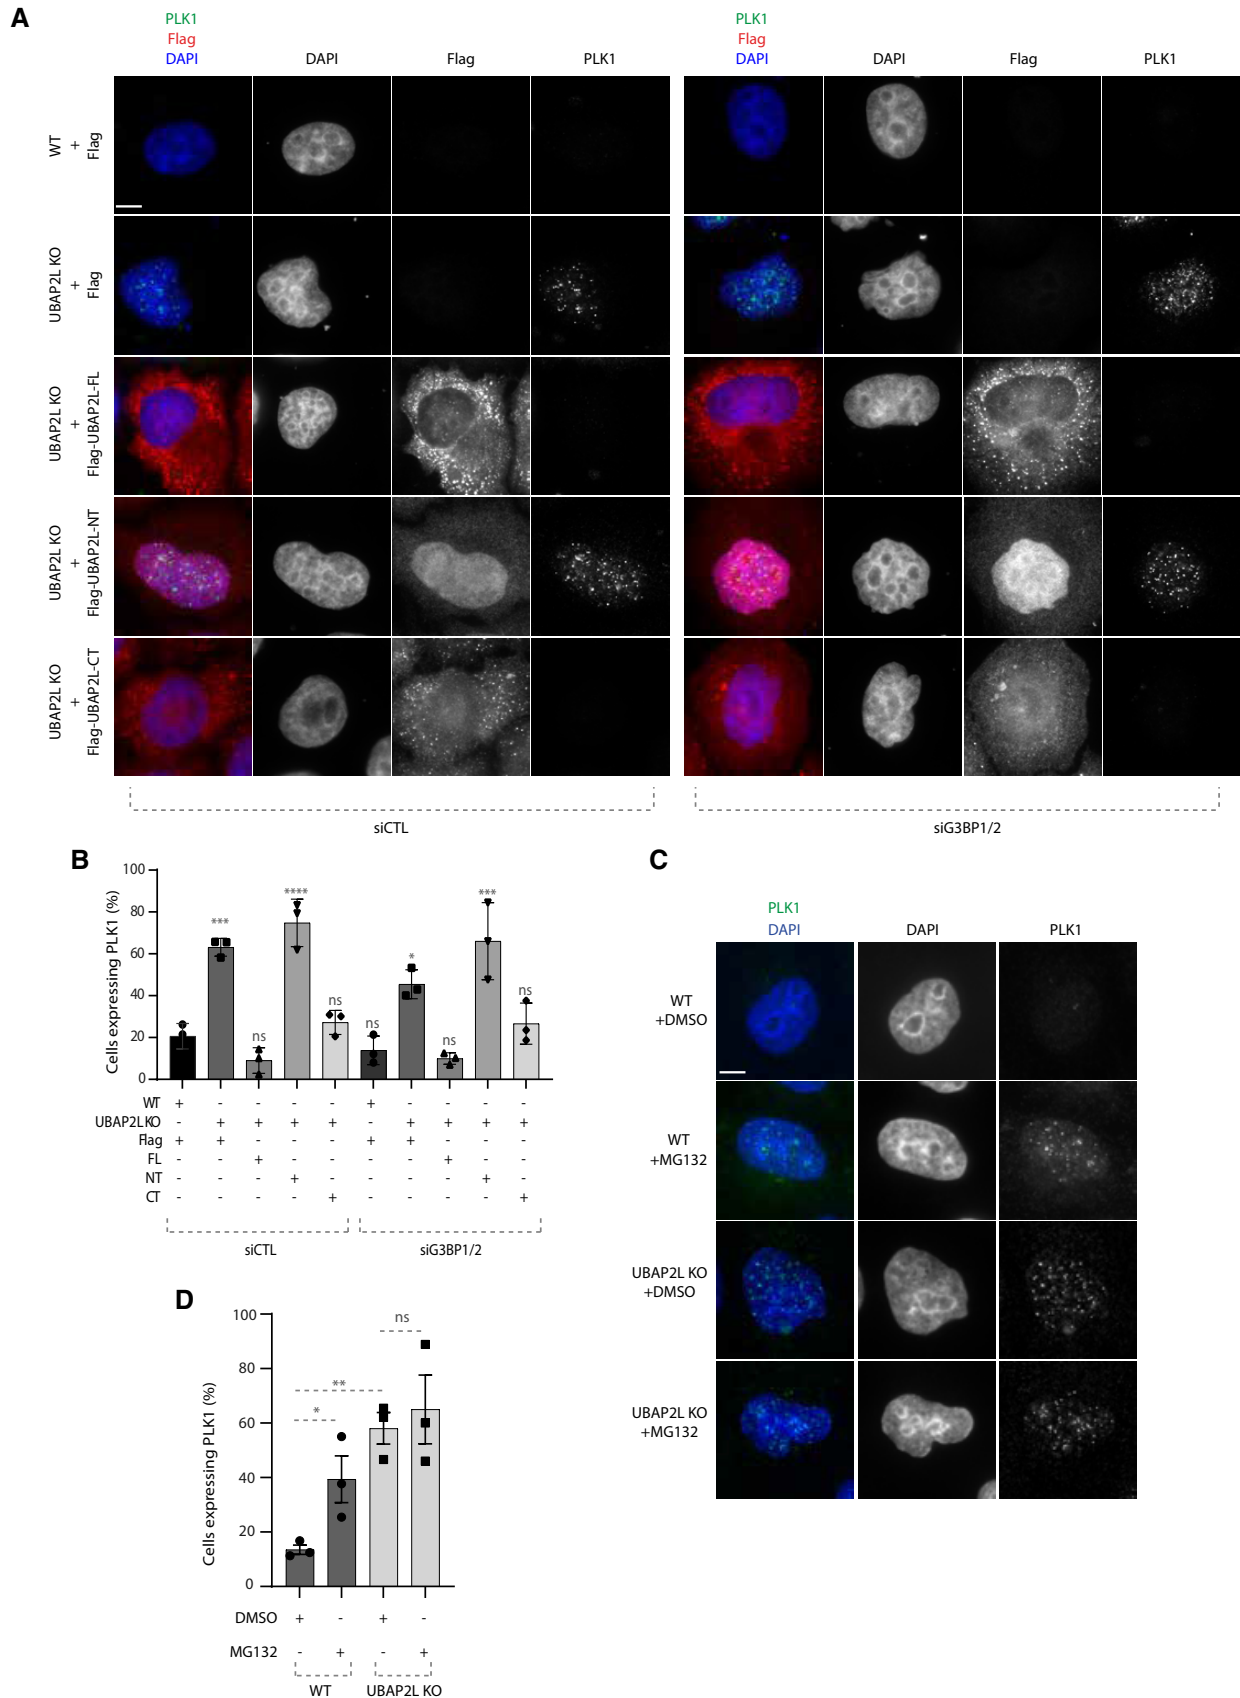 A
PLK1
Flag
DAPI DAPI Flag PLK1
PLK1
Flag
DAPI DAPI Flag PLK1
WT
+
Flag
UBAP2L KO
+
Flag
UBAP2L KO
+
Flag-UBAP2L-FL
UBAP2L KO
+
Flag-UBAP2L-NT
UBAP2L KO
+
Flag-UBAP2L-CT
siCTL siG3BP1/2
B
Cells expressing PLK1 (%)
100
80
60
40
20
0
*** ns **** ns ns * ns *** ns
WT + - - - - + - - - -
UBAP2L KO - + + + + - + + + +
Flag + + - - - + + - - -
FL - - + - - - - + - -
NT - - - + - - - - + -
CT - - - - + - - - - +
siCTL siG3BP1/2
C
PLK1
DAPI DAPI PLK1
WT
+DMSO
WT
+MG132
UBAP2L KO
+DMSO
UBAP2L KO
+MG132
D
Cells expressing PLK1 (%)
100
80
60
40
20
0
* ** ns
DMSO + - + -
MG132 - + - +
WT UBAP2L KO